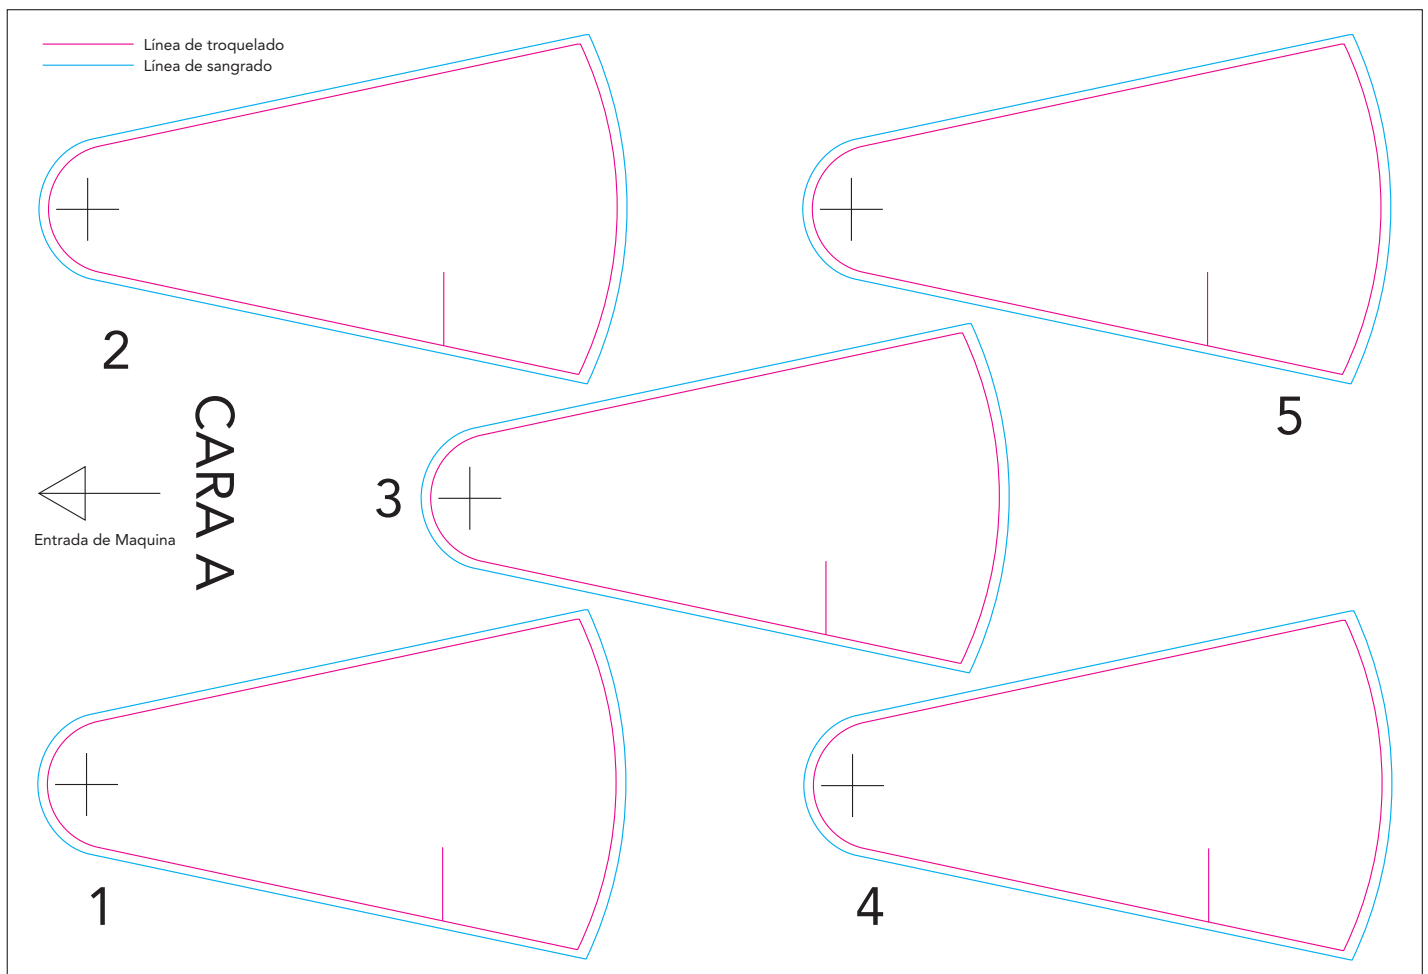 Línea de troquelado
Línea de sangrado
2
5
CARA A
3
Entrada de Maquina
1
4